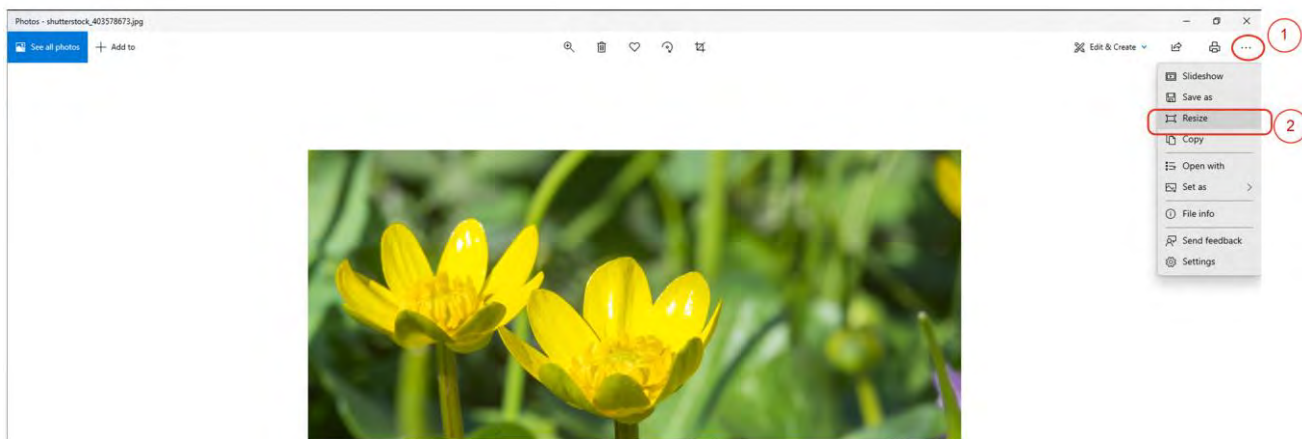 Photos - shutterstock_403578673.jpg
See all photos
Add to
Edit & Create
1
Slideshow
Save as
Resize
2
Copy
Open with
Set as
File info
Send feedback
Settings